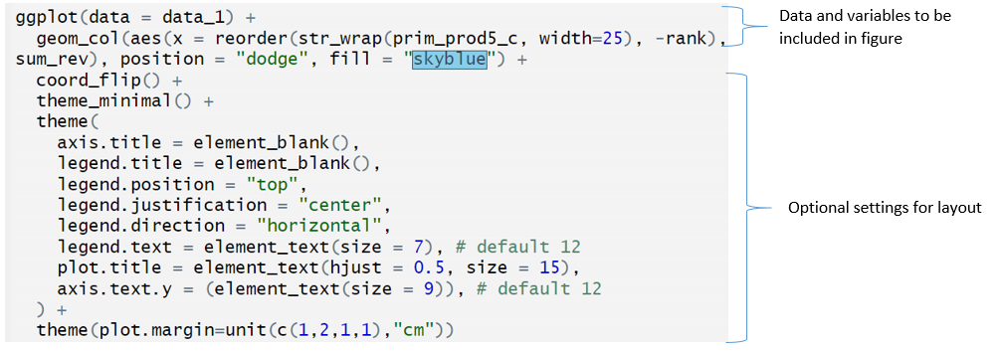 ggplot(data = data_1) +
  geom_col(aes(x = reorder(str_wrap(prim_prod5_c, width=25), -rank),
sum_rev), position = "dodge", fill = "skyblue") +
  coord_flip() +
  theme_minimal() +
  theme(
    axis.title = element_blank(),
    legend.title = element_blank(),
    legend.position = "top",
    legend.justification = "center",
    legend.direction = "horizontal",
    legend.text = element_text(size = 7), # default 12
    plot.title = element_text(hjust = 0.5, size = 15),
    axis.text.y = (element_text(size = 9)), # default 12
  ) +
  theme(plot.margin=unit(c(1,2,1,1),"cm"))
Data and variables to be
included in figure
Optional settings for layout